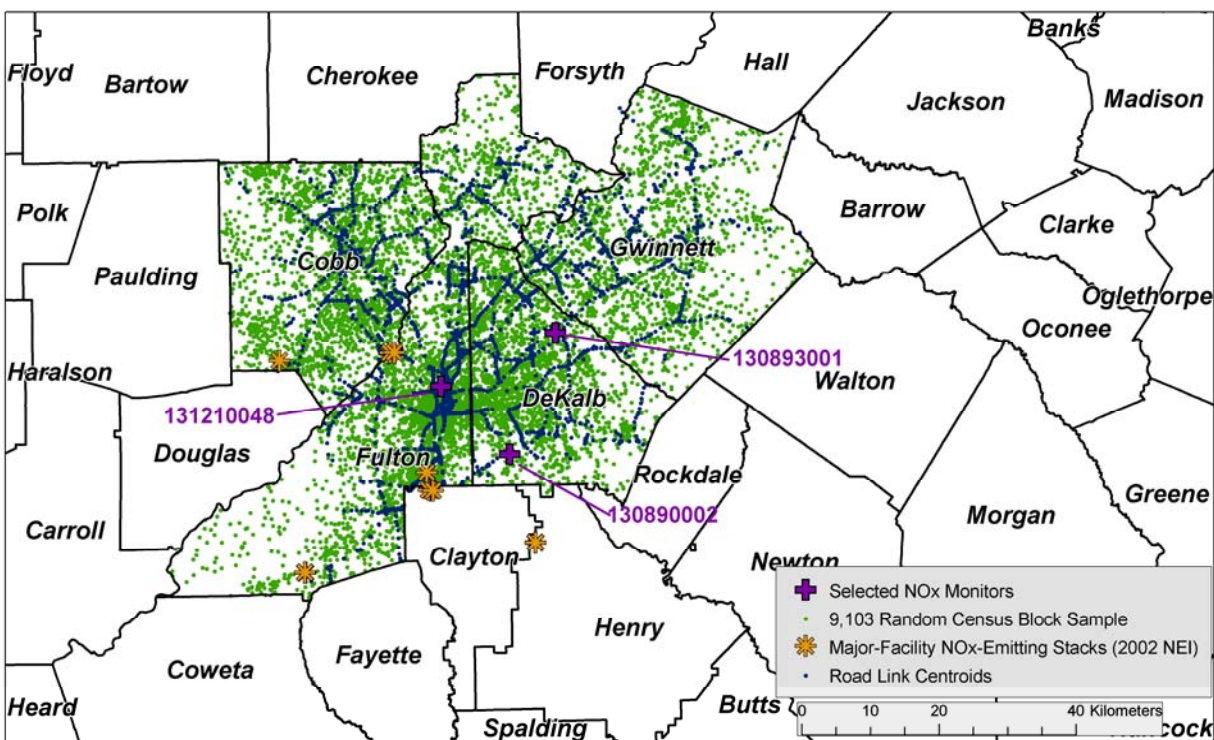 Banks
Floyd
Bartow
Cherokee
Forsyth
Hall
Jackson
Madison
Polk
Paulding
Cobb
Gwinnett
Barrow
Clarke
Oglethorpe
Oconee
Haralson
130893001
Walton
131210048
DeKalb
Douglas
Fulton
Rockdale
Greene
130890002
Carroll
Morgan
Clayton
Newton
Selected NOx Monitors
9,103 Random Census Block Sample
Major-Facility NOx-Emitting Stacks (2002 NEI)
Road Link Centroids
Henry
Fayette
Coweta
Heard
Butts
Spalding
0 10 20 40 Kilometers